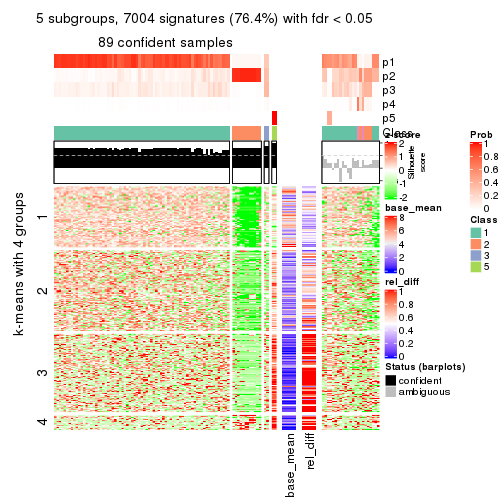 5 subgroups, 7004 signatures (76.4%) with fdr < 0.05
89 confident samples
p1
p2
p3
p4
p5
Class
k-means with 4 groups
1
2
3
4
base_mean
rel_diff
z-score
2
1
0
-1
-2
Silhouette
score
base_mean
8
6
4
2
0
rel_diff
1
0.8
0.6
0.4
0.2
0
Status (barplots)
confident
ambiguous
Prob
1
0.8
0.6
0.4
0.2
0
Class
1
2
3
5